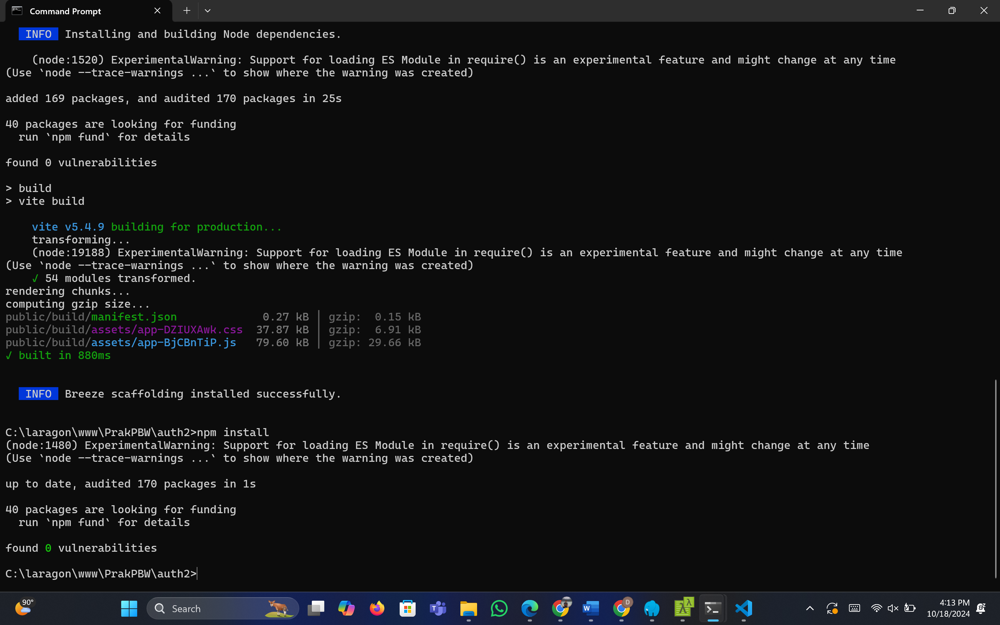 Command Prompt
INFO Installing and building Node dependencies.
(node:1520) ExperimentalWarning: Support for loading ES Module in require() is an experimental feature and might change at any time
(Use `node --trace-warnings ...` to show where the warning was created)
added 169 packages, and audited 170 packages in 25s
40 packages are looking for funding
run `npm fund` for details
found 0 vulnerabilities
> build
> vite build
vite v5.4.9 building for production...
transforming...
(node:19188) ExperimentalWarning: Support for loading ES Module in require() is an experimental feature and might change at any time
(Use `node --trace-warnings ...` to show where the warning was created)
✓ 54 modules transformed.
rendering chunks...
computing gzip size...
public/build/manifest.json 0.27 kB │ gzip: 0.15 kB
public/build/assets/app-DZIUXAwk.css 37.87 kB │ gzip: 6.91 kB
public/build/assets/app-BjCBnTiP.js 79.60 kB │ gzip: 29.66 kB
✓ built in 880ms
INFO Breeze scaffolding installed successfully.
C:\laragon\www\PrakPBW\auth2>npm install
(node:1480) ExperimentalWarning: Support for loading ES Module in require() is an experimental feature and might change at any time
(Use `node --trace-warnings ...` to show where the warning was created)
up to date, audited 170 packages in 1s
40 packages are looking for funding
run `npm fund` for details
found 0 vulnerabilities
C:\laragon\www\PrakPBW\auth2>
90°
Search
4:13 PM
10/18/2024